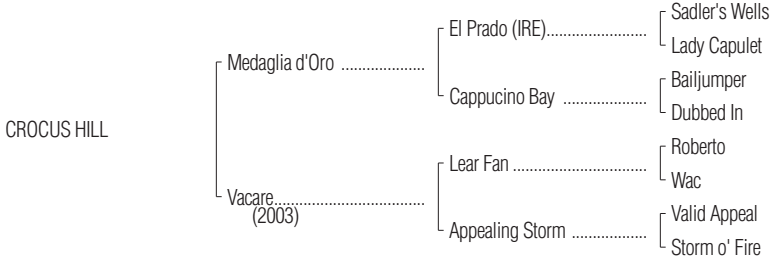 Sadler's Wells
El Prado (IRE)......................
Lady Capulet
Medaglia d'Oro ..................
Bailjumper
Cappucino Bay ..................
Dubbed In
CROCUS HILL
Roberto
Lear Fan .............................
Wac
Vacare.................................
(2003)
Valid Appeal
Appealing Storm ................
Storm o' Fire